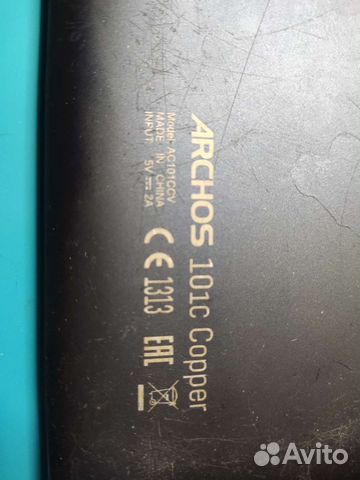 ARCHOS 101c Copper
Model: AC101CCV
MADE IN CHINA
INPUT: 5V 2A
CE 1313 EAC
Avito